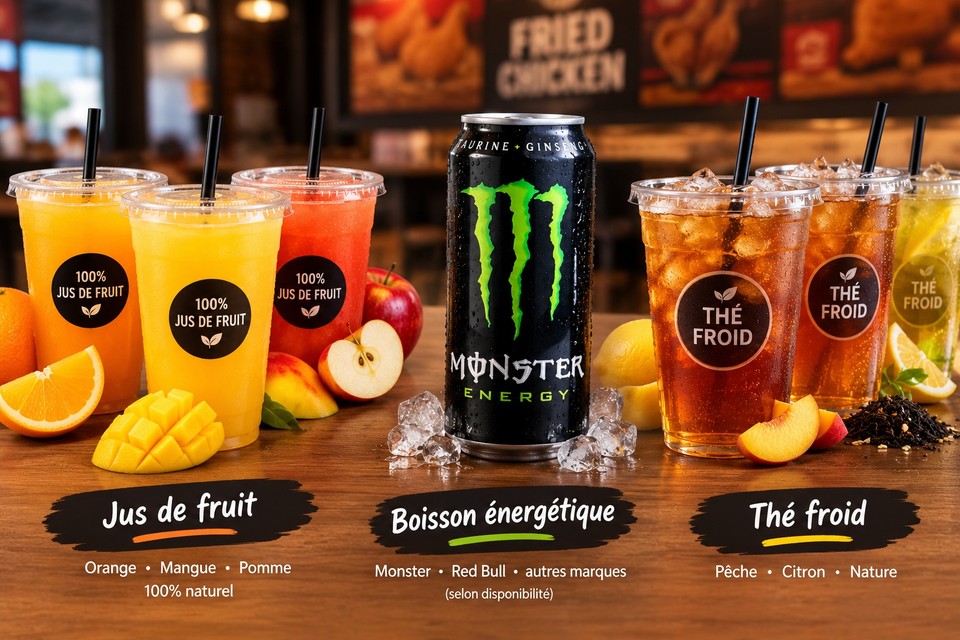 FRIED
CHICKEN
100%
JUS DE FRUIT
100%
JUS DE FRUIT
100%
JUS DE FRUIT
TAURINE + GINSENG
MONSTER
ENERGY
THÉ
FROID
THÉ
FROID
THÉ
FROID
Jus de fruit
Orange • Mangue • Pomme
100% naturel
Boisson énergétique
Monster • Red Bull • autres marques
(selon disponibilité)
Thé froid
Pêche • Citron • Nature